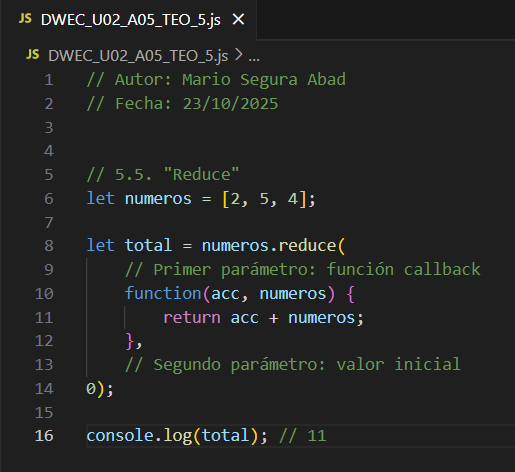 JS DWEC_U02_A05_TEO_5.js ×
JS DWEC_U02_A05_TEO_5.js > ...
1 // Autor: Mario Segura Abad
2 // Fecha: 23/10/2025
3
4
5 // 5.5. "Reduce"
6 let numeros = [2, 5, 4];
7
8 let total = numeros.reduce(
9     // Primer parámetro: función callback
10     function(acc, numeros) {
11         return acc + numeros;
12     },
13     // Segundo parámetro: valor inicial
14 0);
15
16 console.log(total); // 11